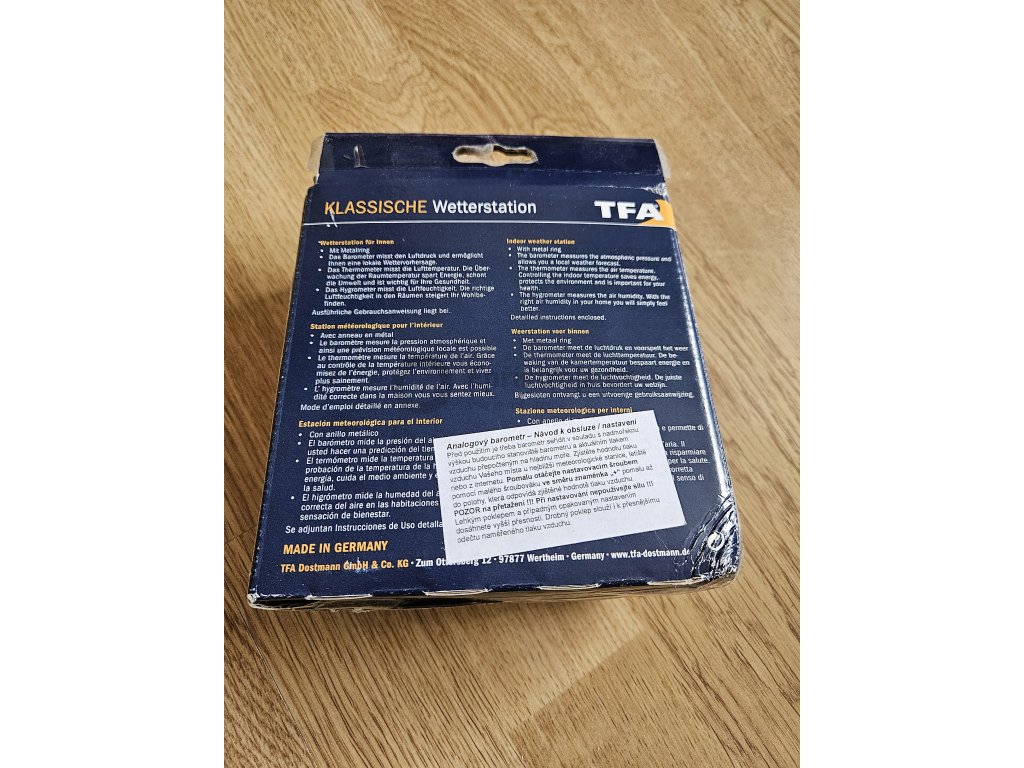 KLASSISCHE Wetterstation
TFA
Wetterstation für Innen
• Mit Metallring
• Das Barometer misst den Luftdruck und ermöglicht
Ihnen eine lokale Wettervorhersage.
• Das Thermometer misst die Lufttemperatur. Die Über-
wachung der Raumtemperatur spart Energie, schont
die Umwelt und ist wichtig für Ihre Gesundheit.
• Das Hygrometer misst die Luftfeuchtigkeit. Die richtige
Luftfeuchtigkeit in den Räumen steigert Ihr Wohlbe-
finden.
Ausführliche Gebrauchsanweisung liegt bei.
Station météorologique pour l'intérieur
• Avec anneau en métal
• Le baromètre mesure la pression atmosphérique et
ainsi une prévision météorologique locale est possible
• Le thermomètre mesure la température de l'air. Grâce
au contrôle de la température intérieure vous écono-
misez de l'énergie, protégez l'environnement et vivez
plus sainement.
• L' hygromètre mesure l'humidité de l'air. Avec l'humi-
dité correcte dans la maison vous vous sentez mieux.
Mode d'emploi détaillé en annexe.
Estación meteorológica para el interior
• Con anillo metálico
• El barómetro mide la presión del
usted hacer una predicción del
• El termómetro mide la temperatura
probación de la temperatura de la
energía, cuida el medio ambiente y
la salud.
• El higrómetro mide la humedad del
correcta del aire en las habitaciones
sensación de bienestar.
Se adjuntan Instrucciones de Uso
Indoor weather station
• With metal ring
• The barometer measures the atmospheric pressure and
allows you a local weather forecast.
• The thermometer measures the air temperature.
Controlling the indoor temperature saves energy,
protects the environment and is important for your
health.
• The hygrometer measures the air humidity. With the
right air humidity in your home you will simply feel
better.
Detailled instructions enclosed.
Weerstation voor binnen
• Met metaal ring
• De barometer meet de luchtdruk en voorspelt het weer
• De thermometer meet de luchttemperatuur. De be-
waking van de kamertemperatuur bespaart energie en
is belangrijk voor uw gezondheid.
• De hygrometer meet de luchtvochtigheid. De juiste
luchtvochtigheid in huis bevordert uw welzijn.
Bijgesloten ontvangt u een uitvoerige gebruiksaanwijzing.
Stazione meteorologica per interni
• Con anello di
e permette di
l'aria. Il
risparmiare
per la salute.
corretta
senso di
Analogový barometr – Návod k obsluze / nastavení
Před použitím je třeba barometr seřídit v souladu s nadmořskou
výškou budoucího stanoviště barometru a aktuálním tlakem
vzduchu přepočteným na hladinu moře. Zjistěte hodnotu tlaku
vzduchu Vašeho místa u nejbližší meteorologické stanice, letiště
nebo z internetu. Pomalu otáčejte nastavovacím šroubem
pomocí malého šroubováku ve směru znaménka „+“ pomalu až
do polohy, která odpovídá zjištěné hodnotě tlaku vzduchu.
POZOR na přetažení !!! Při nastavování nepoužívejte sílu !!!
Lehkým poklepem a případným opakovaným nastavením
dosáhnete vyšší přesnosti. Drobný poklep slouží i k přesnějšímu
odečtu naměřeného tlaku vzduchu.
MADE IN GERMANY
TFA Dostmann GmbH & Co. KG · Zum Ottersberg 12 · 97877 Wertheim · Germany · www.tfa-dostmann.de